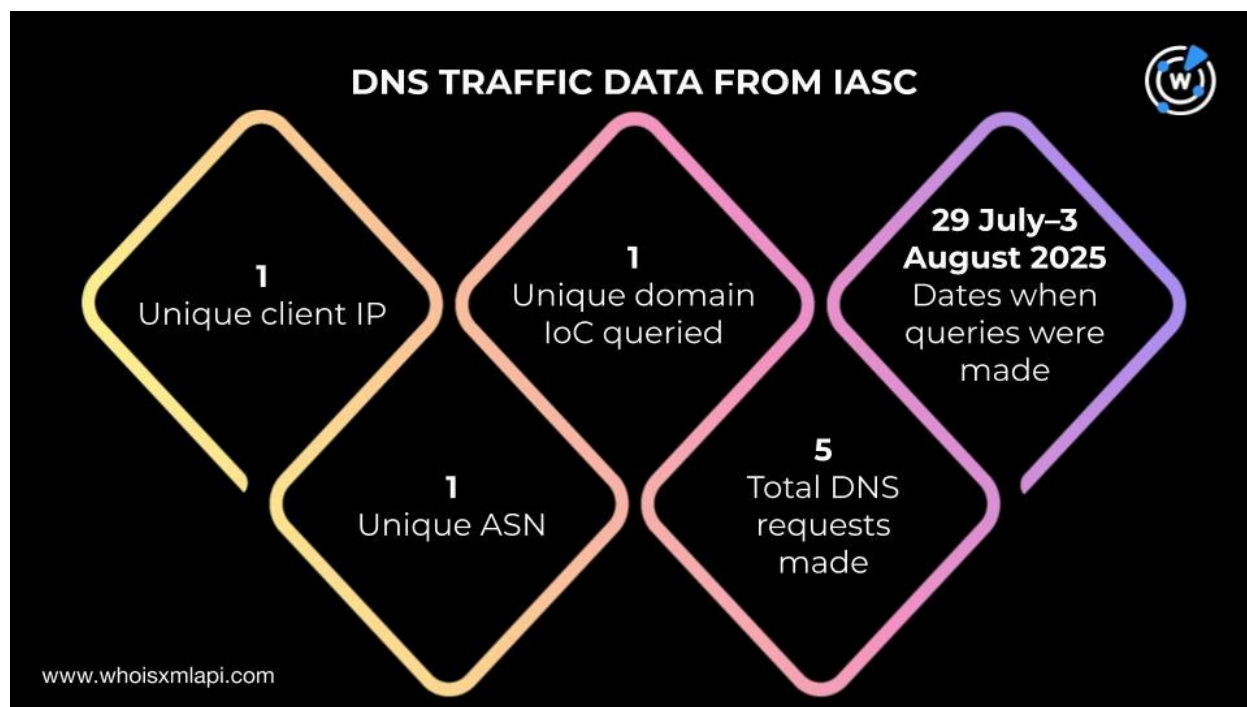 DNS TRAFFIC DATA FROM IASC
W
1
Unique client IP
1
Unique ASN
1
Unique domain
IoC queried
5
Total DNS
requests
made
29 July–3
August 2025
Dates when
queries were
made
www.whoisxmlapi.com